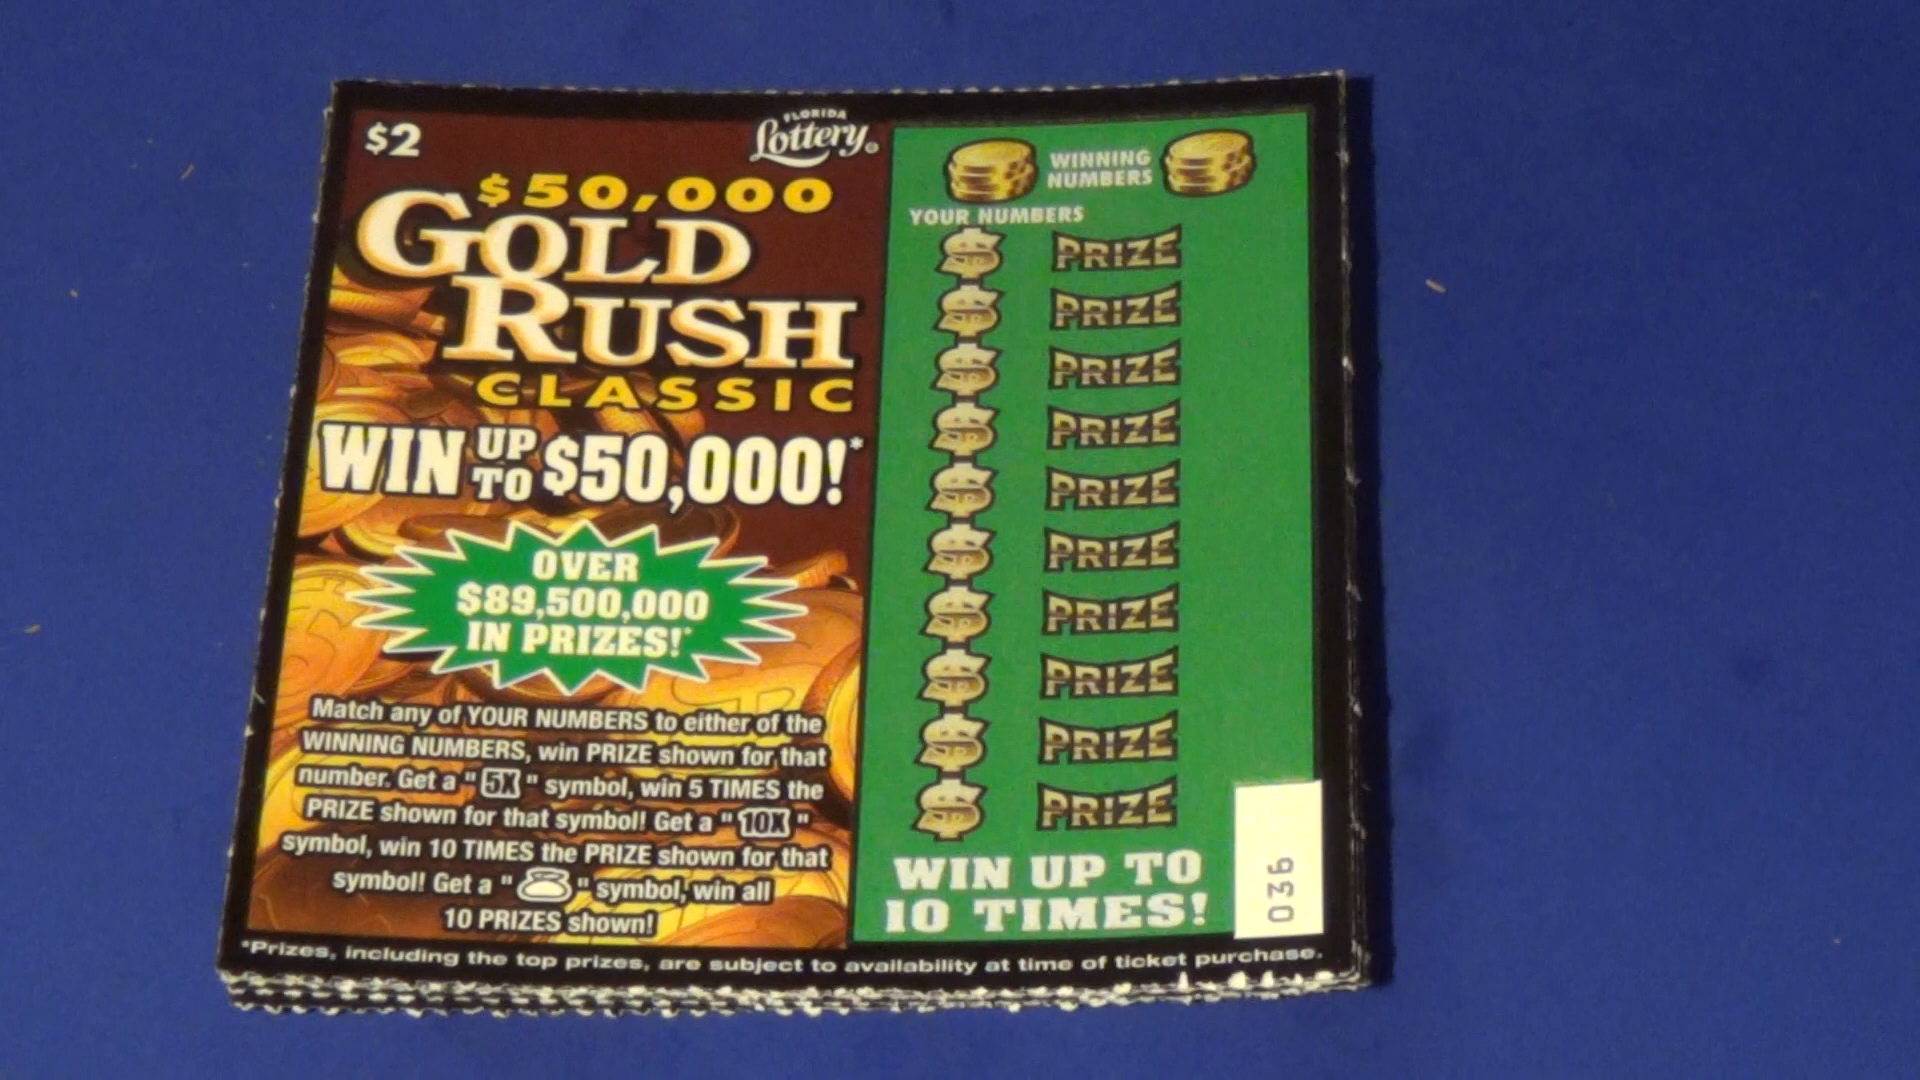 $2
FLORIDA
Lottery®
$50,000
GOLD
RUSH
CLASSIC
WIN UP TO $50,000!*
OVER
$89,500,000
IN PRIZES!*
Match any of YOUR NUMBERS to either of the
WINNING NUMBERS, win PRIZE shown for that
number. Get a "5X" symbol, win 5 TIMES the
PRIZE shown for that symbol! Get a "10X"
symbol, win 10 TIMES the PRIZE shown for that
symbol! Get a " " symbol, win all
10 PRIZES shown!
WINNING
NUMBERS
YOUR NUMBERS
$ PRIZE
$ PRIZE
$ PRIZE
$ PRIZE
$ PRIZE
$ PRIZE
$ PRIZE
$ PRIZE
$ PRIZE
$ PRIZE
WIN UP TO
10 TIMES!
036
*Prizes, including the top prizes, are subject to availability at time of ticket purchase.